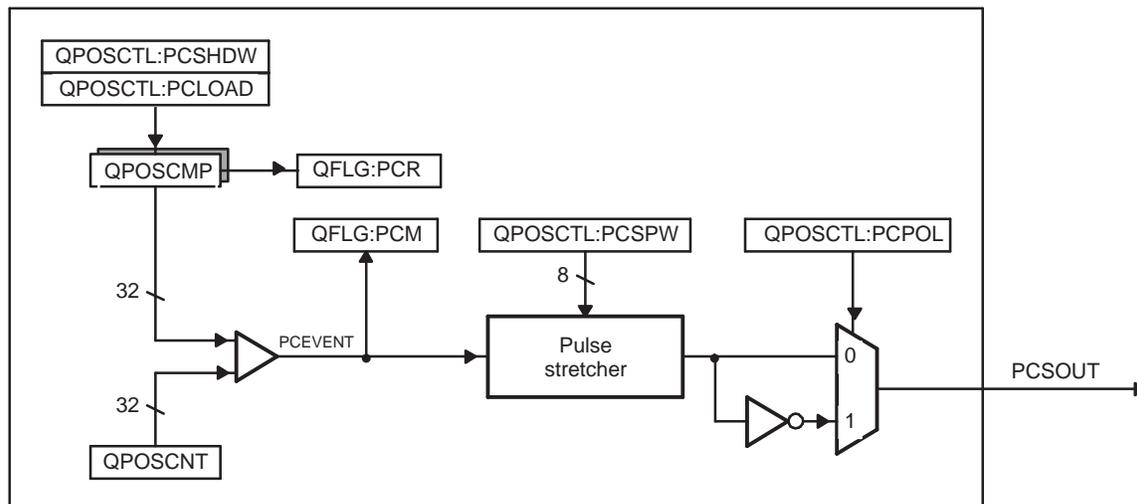 QPOSCTL:PCSHDW
QPOSCTL:PCLOAD
QPOSCMP
QFLG:PCR
QFLG:PCM
QPOSCTL:PCSPW
QPOSCTL:PCPOL
8
32
PCEVENT
Pulse
stretcher
0
PCSOUT
32
1
QPOSCNT